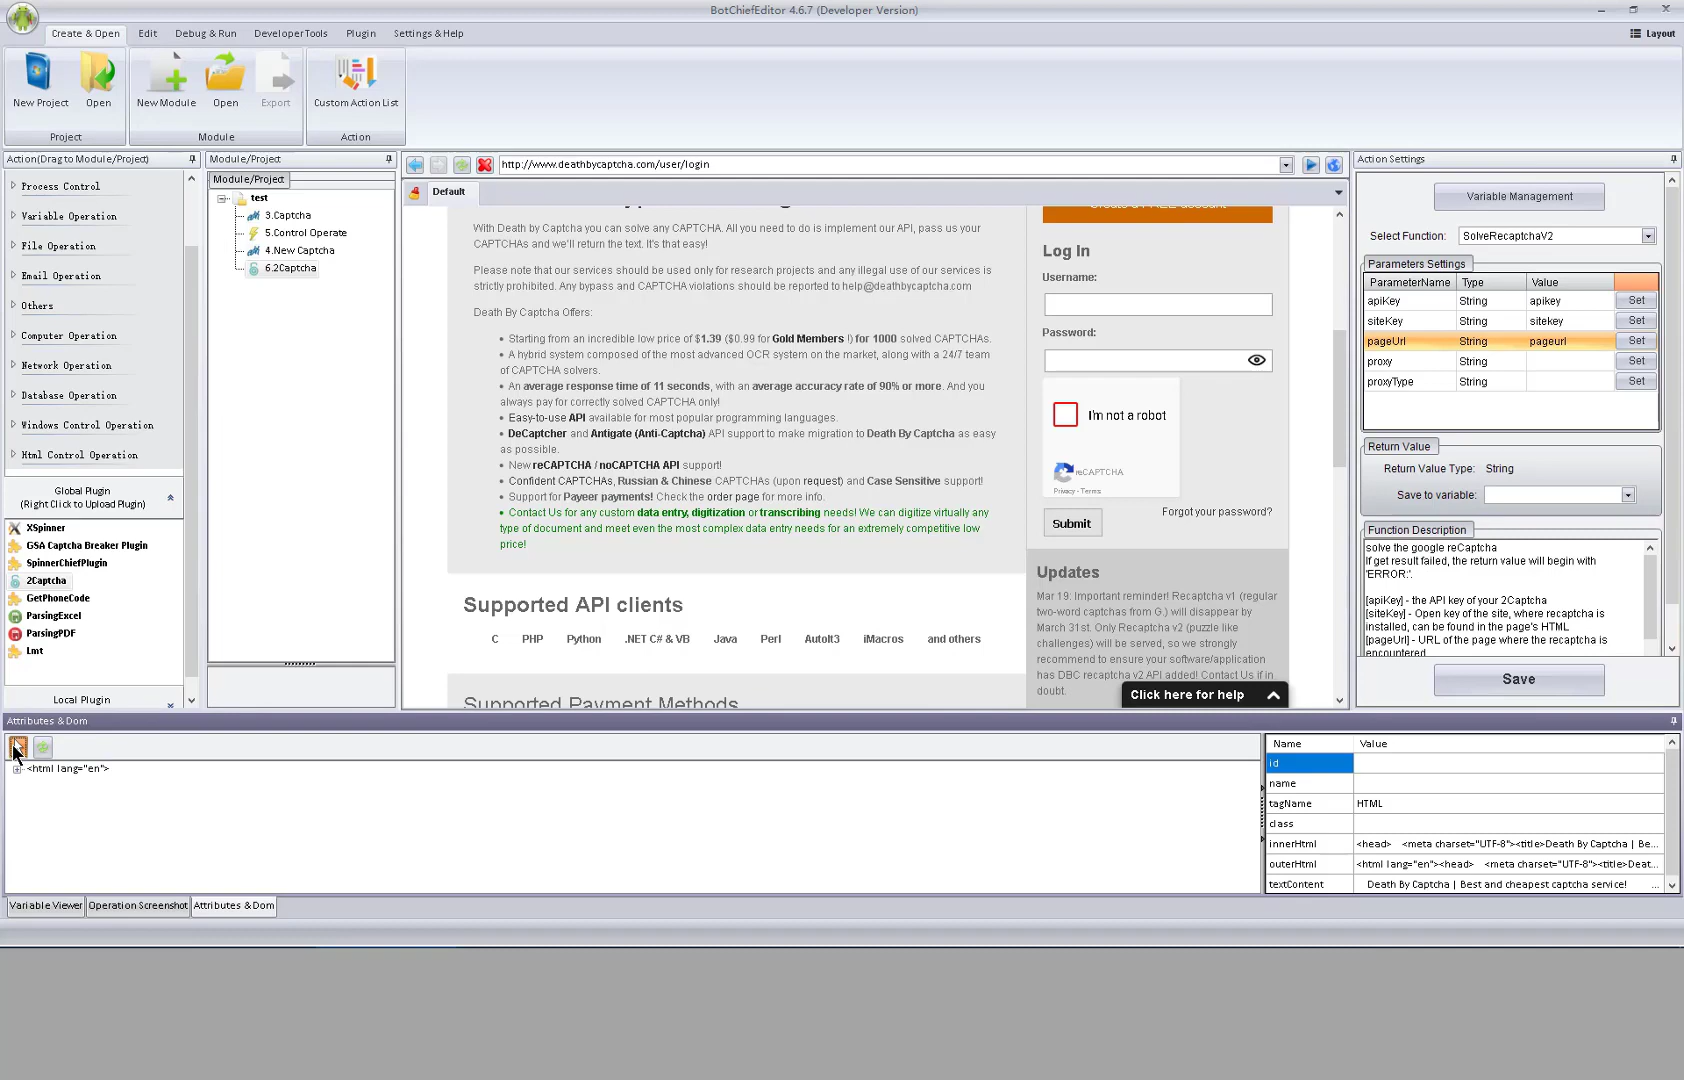 BotChiefEditor 4.6.7 (Developer Version)
Create & Open
Edit
Debug & Run
Developer Tools
Plugin
Settings & Help
Layout
New Project
Open
New Module
Open
Export
Custom Action List
Project
Module
Action
Action(Drag to Module/Project)
Process Control
Variable Operation
File Operation
Email Operation
Others
Computer Operation
Network Operation
Database Operation
Windows Control Operation
Html Control Operation
Global Plugin
(Right Click to Upload Plugin)
XSpinner
GSA Captcha Breaker Plugin
SpinnerChiefPlugin
2Captcha
GetPhoneCode
ParsingExcel
ParsingPDF
Lmt
Local Plugin
Module/Project
Module/Project
test
3.Captcha
5.Control Operate
4.New Captcha
6.2Captcha
http://www.deathbycaptcha.com/user/login
Default
With Death by Captcha you can solve any CAPTCHA. All you need to do is implement our API, pass us your
CAPTCHAs and we'll return the text. It's that easy!
Please note that our services should be used only for research projects and any illegal use of our services is
strictly prohibited. Any bypass and CAPTCHA violations should be reported to help@deathbycaptcha.com
Death By Captcha Offers:
• Starting from an incredible low price of $1.39 ($0.99 for Gold Members !) for 1000 solved CAPTCHAs.
• A hybrid system composed of the most advanced OCR system on the market, along with a 24/7 team
of CAPTCHA solvers.
• An average response time of 11 seconds, with an average accuracy rate of 90% or more. And you
always pay for correctly solved CAPTCHA only!
• Easy-to-use API available for most popular programming languages.
• DeCaptcher and Antigate (Anti-Captcha) API support to make migration to Death By Captcha as easy
as possible.
• New reCAPTCHA / noCAPTCHA API support!
• Confident CAPTCHAs, Russian & Chinese CAPTCHAs (upon request) and Case Sensitive support!
• Support for Payeer payments! Check the order page for more info.
• Contact Us for any custom data entry, digitization or transcribing needs! We can digitize virtually any
type of document and meet even the most complex data entry needs for an extremely competitive low
price!
Supported API clients
C PHP Python .NET C# & VB Java Perl AutoIt3 iMacros and others
Supported Payment Methods
Log In
Username:
Password:
I'm not a robot
reCAPTCHA
Privacy - Terms
Submit
Forgot your password?
Updates
Mar 19: Important reminder! Recaptcha v1 (regular
two-word captchas from G.) will disappear by
March 31st. Only Recaptcha v2 (puzzle like
challenges) will be served, so we strongly
recommend to ensure your software/application
has DBC recaptcha v2 API added! Contact Us if in
doubt.
Click here for help
Action Settings
Variable Management
Select Function: SolveRecaptchaV2
Parameters Settings
ParameterName Type Value
apiKey String apikey Set
siteKey String sitekey Set
pageUrl String pageurl Set
proxy String Set
proxyType String Set
Return Value
Return Value Type: String
Save to variable:
Function Description
solve the google reCaptcha
If get result failed, the return value will begin with
'ERROR:'.
[apiKey] - the API key of your 2Captcha
[siteKey] - Open key of the site, where recaptcha is
installed, can be found in the page's HTML
[pageUrl] - URL of the page where the recaptcha is
encountered
Save
Attributes & Dom
<html lang="en">
Name Value
id
name
tagName HTML
class
innerHtml <head> <meta charset="UTF-8"><title>Death By Captcha | Be...
outerHtml <html lang="en"><head> <meta charset="UTF-8"><title>Deat...
textContent Death By Captcha | Best and cheapest captcha service! ...
Variable Viewer
Operation Screenshot
Attributes & Dom